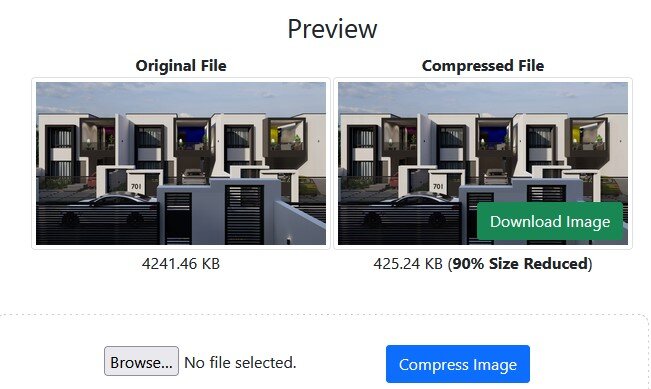 Preview
Original File
Compressed File
701
701
Download Image
4241.46 KB
425.24 KB (90% Size Reduced)
Browse... No file selected.
Compress Image